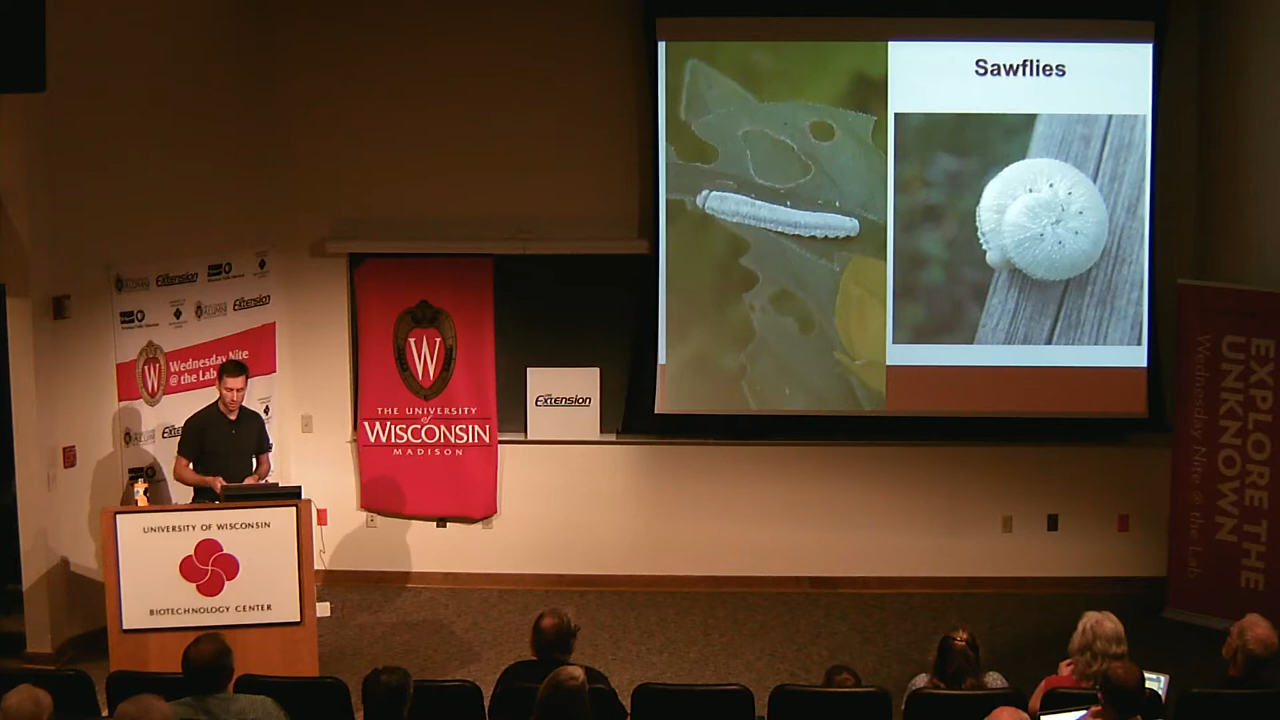 Sawflies
Extension
Extension
Wednesday Nite
@ the Lab
W
THE UNIVERSITY
of
WISCONSIN
MADISON
Extension
UNIVERSITY OF WISCONSIN
BIOTECHNOLOGY CENTER
EXPLORE THE
UNKNOWN
Wednesday Nite @ the Lab